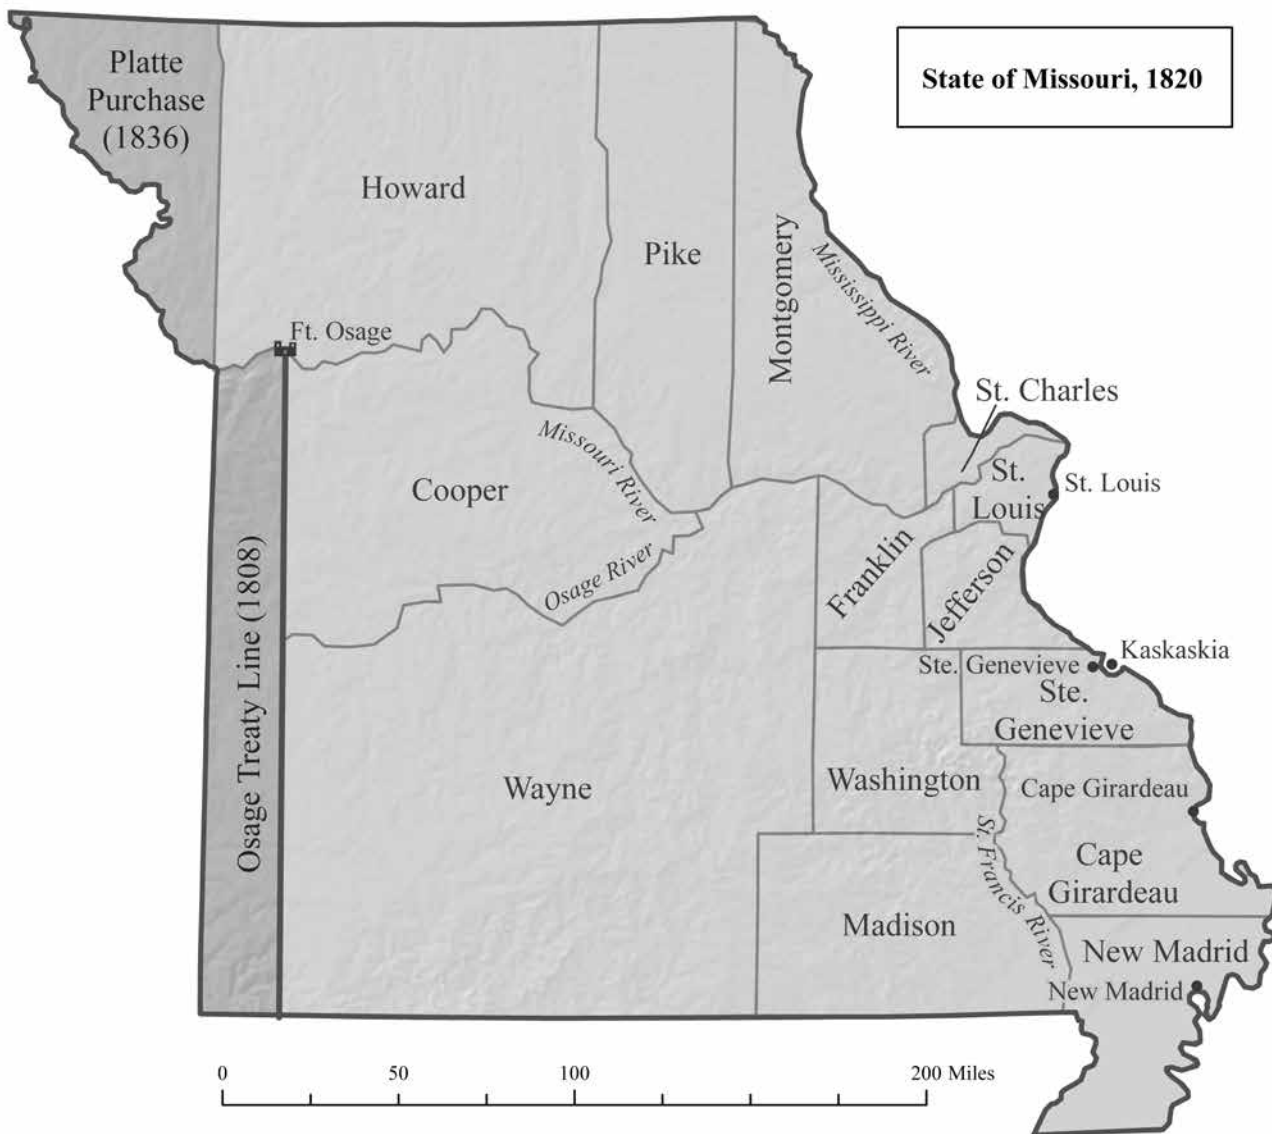 State of Missouri, 1820
Platte
Purchase
(1836)
Howard
Pike
Montgomery
Mississippi River
Ft. Osage
St. Charles
Missouri River
Cooper
St.
Louis
St. Louis
Osage River
Franklin
Jefferson
Osage Treaty Line (1808)
Kaskaskia
Ste. Genevieve
Ste.
Genevieve
Wayne
Washington
Cape Girardeau
St. Francis River
Cape
Girardeau
Madison
New Madrid
New Madrid
0 50 100 200 Miles